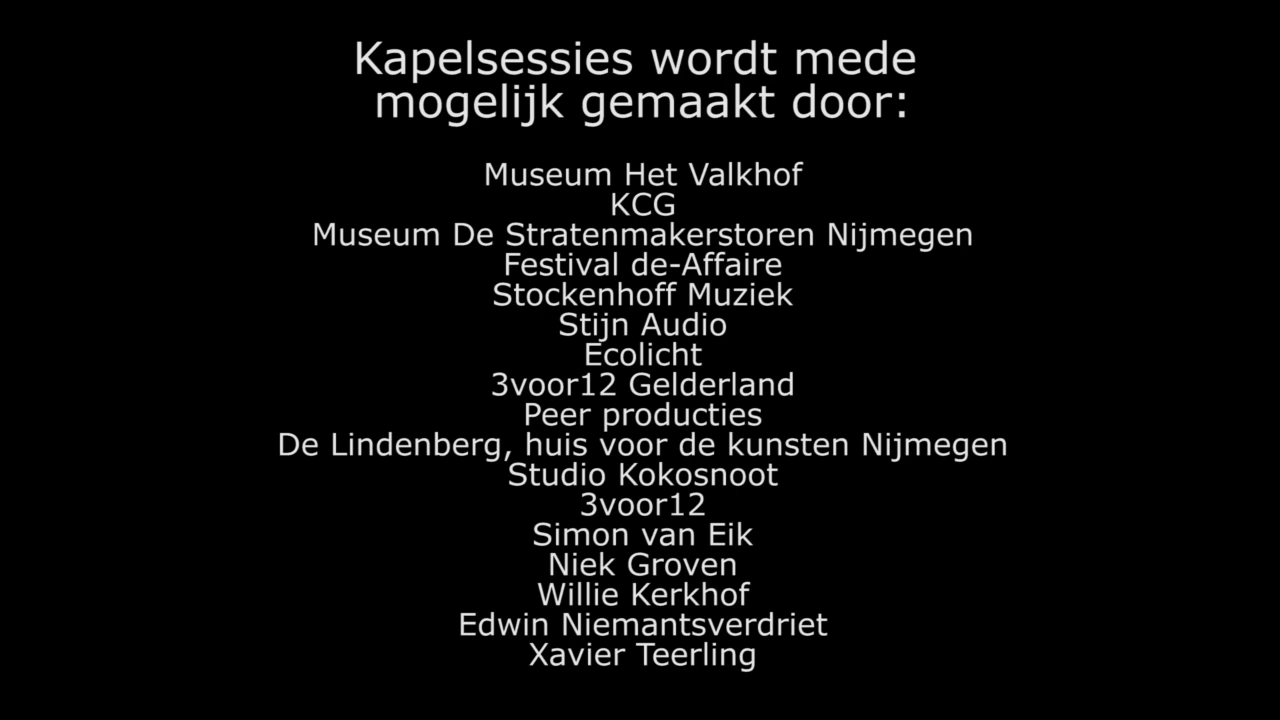 Kapelsessies wordt mede
mogelijk gemaakt door:
Museum Het Valkhof
KCG
Museum De Stratenmakerstoren Nijmegen
Festival de-Affaire
Stockenhoff Muziek
Stijn Audio
Ecolicht
3voor12 Gelderland
Peer producties
De Lindenberg, huis voor de kunsten Nijmegen
Studio Kokosnoot
3voor12
Simon van Eik
Niek Groven
Willie Kerkhof
Edwin Niemantsverdriet
Xavier Teerling